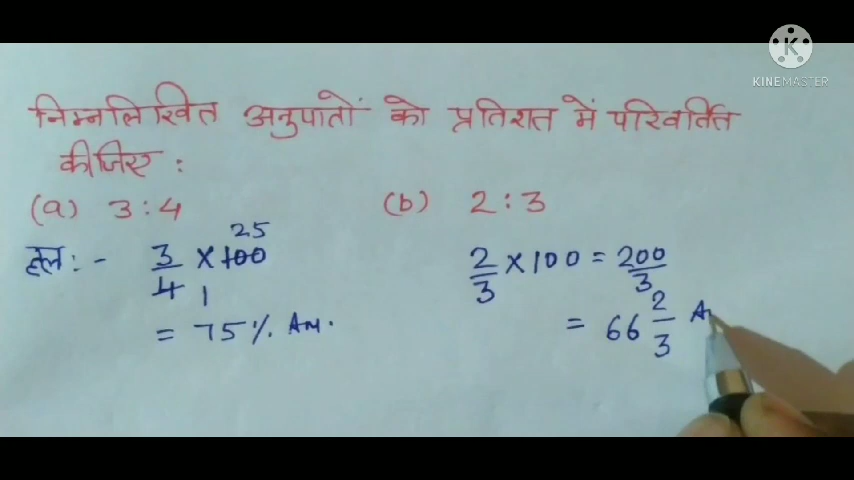 KINEMASTER
निम्नलिखित अनुपातों को प्रतिशत में परिवर्तित
कीजिए :
(a) 3 : 4 (b) 2 : 3
हल : - 3/4 × 100 25 1
= 75 % Ans.
2/3 × 100 = 200/3
= 66 2/3 A